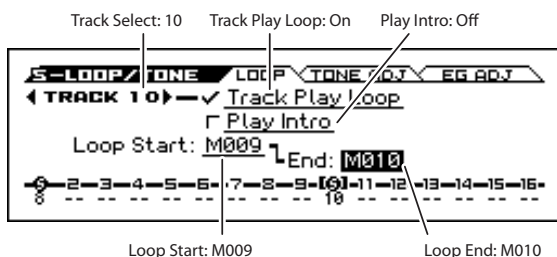 Track Select: 10 Track Play Loop: On Play Intro: Off
S-LOOP/TONE LOOP TONE ADJ EG ADJ
TRACK 10 Track Play Loop
Play Intro
Loop Start: M009 End: M010
-S-2-3-4-5-6-7-8-9-[S]-11-12-13-14-15-16-
8 -- -- -- -- -- -- -- -- 10 -- -- -- -- -- --
Loop Start: M009 Loop End: M010